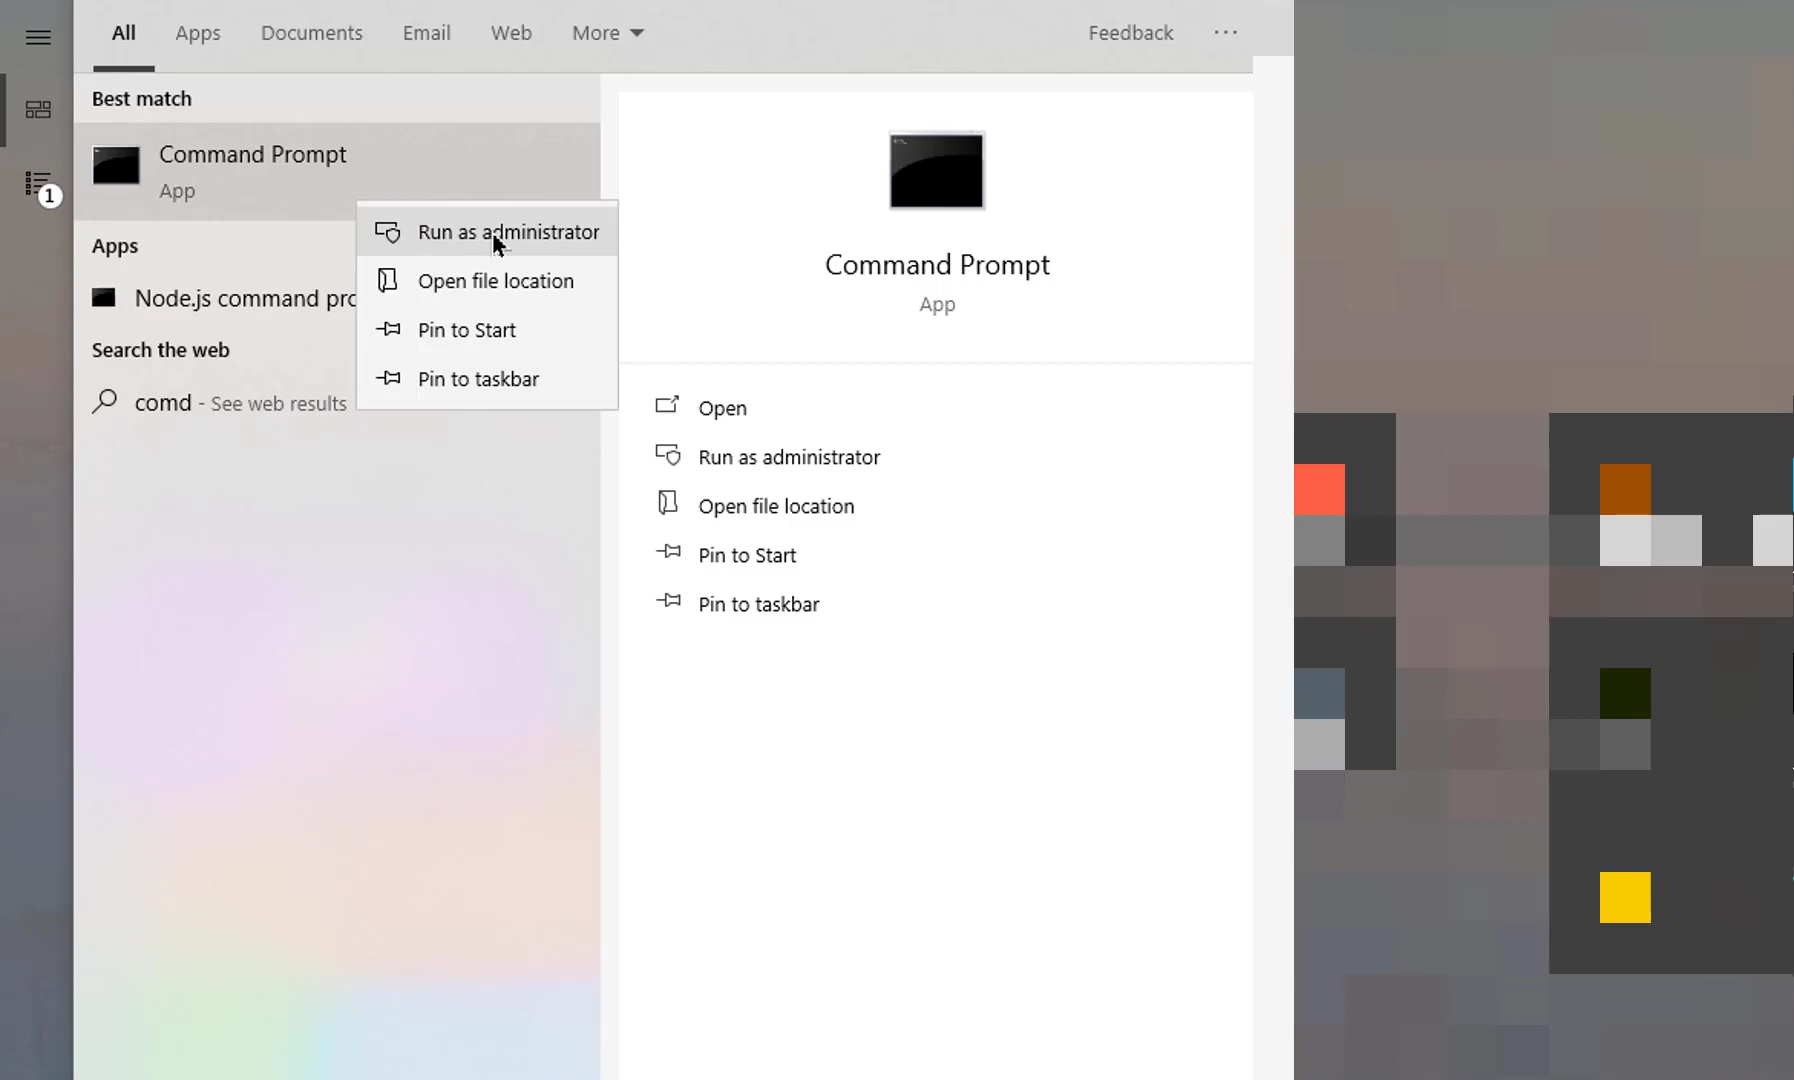 All
Apps
Documents
Email
Web
More
Feedback
...
Best match
Command Prompt
App
1
Run as administrator
Apps
Open file location
Node.js command
Pin to Start
Search the web
Pin to taskbar
comd - See web results
Command Prompt
App
Open
Run as administrator
Open file location
Pin to Start
Pin to taskbar